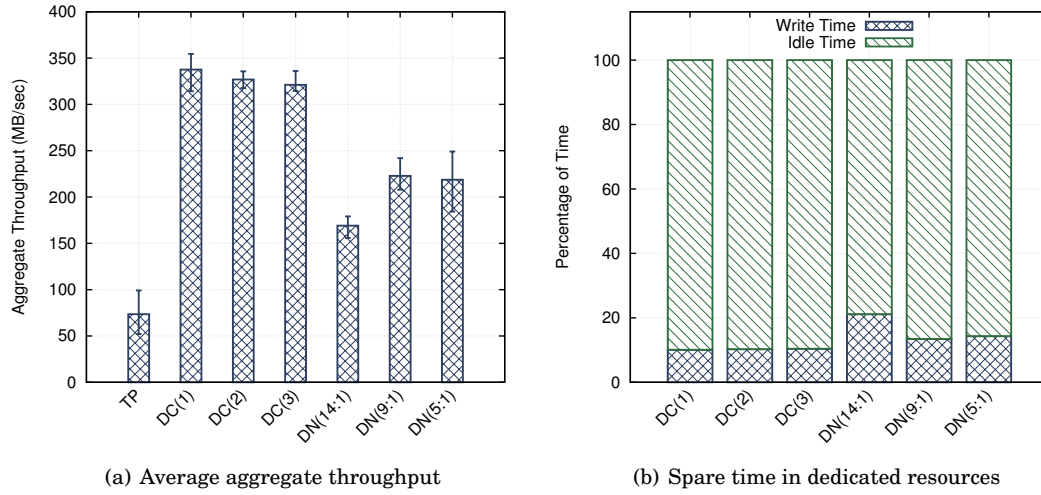 400
350
300
250
200
150
100
50
0
Aggregate Throughput (MB/sec)
TP
DC(1)
DC(2)
DC(3)
DN(14:1)
DN(9:1)
DN(5:1)
(a) Average aggregate throughput
Write Time
Idle Time
100
80
60
40
20
0
Percentage of Time
DC(1)
DC(2)
DC(3)
DN(14:1)
DN(9:1)
DN(5:1)
(b) Spare time in dedicated resources